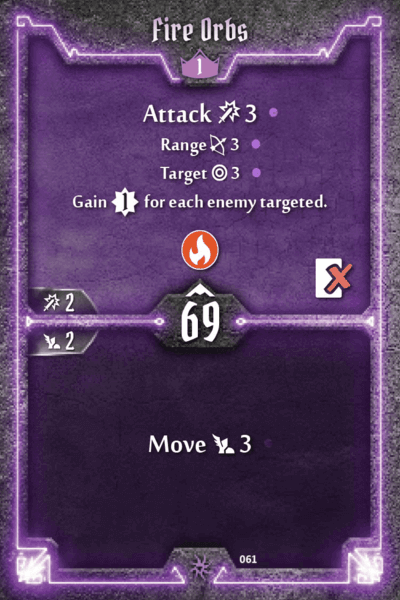 Fire Orbs
1
Attack 3
Range 3
Target 3
Gain 1 for each enemy targeted.
2
69
2
Move 3
061